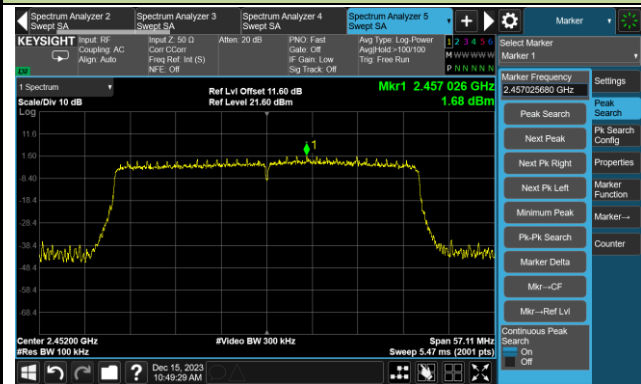 Spectrum Analyzer 2
Swept SA
Spectrum Analyzer 3
Swept SA
Spectrum Analyzer 4
Swept SA
Spectrum Analyzer 5
Swept SA
Marker
KEYSIGHT
Input: RF
Coupling: AC
Align: Auto
Input Z: 50 Ω
Corr CCorr
Freq Ref: Int (S)
NFE: Off
Atten: 20 dB
PNO: Fast
Gate: Off
IF Gain: Low
Sig Track: Off
Avg Type: Log-Power
Avg|Hold:>100/100
Trig: Free Run
1 2 3 4 5 6
M W W W W W
P N N N N N
Select Marker
Marker 1
LXI
1 Spectrum
Scale/Div 10 dB
Log
Ref Lvl Offset 11.60 dB
Ref Level 21.60 dBm
Mkr1 2.457 026 GHz
1.68 dBm
11.6
1.60
-8.40
-18.4
-28.4
-38.4
-48.4
-58.4
-68.4
1
Center 2.45200 GHz
#Res BW 100 kHz
#Video BW 300 kHz
Span 57.11 MHz
Sweep 5.47 ms (2001 pts)
Marker Frequency
2.457025680 GHz
Peak Search
Next Peak
Next Pk Right
Next Pk Left
Minimum Peak
Pk-Pk Search
Marker Delta
Mkr→CF
Mkr→Ref Lvl
Continuous Peak
Search
On
Off
Settings
Peak
Search
Pk Search
Config
Properties
Marker
Function
Marker→
Counter
?
Dec 15, 2023
10:49:29 AM